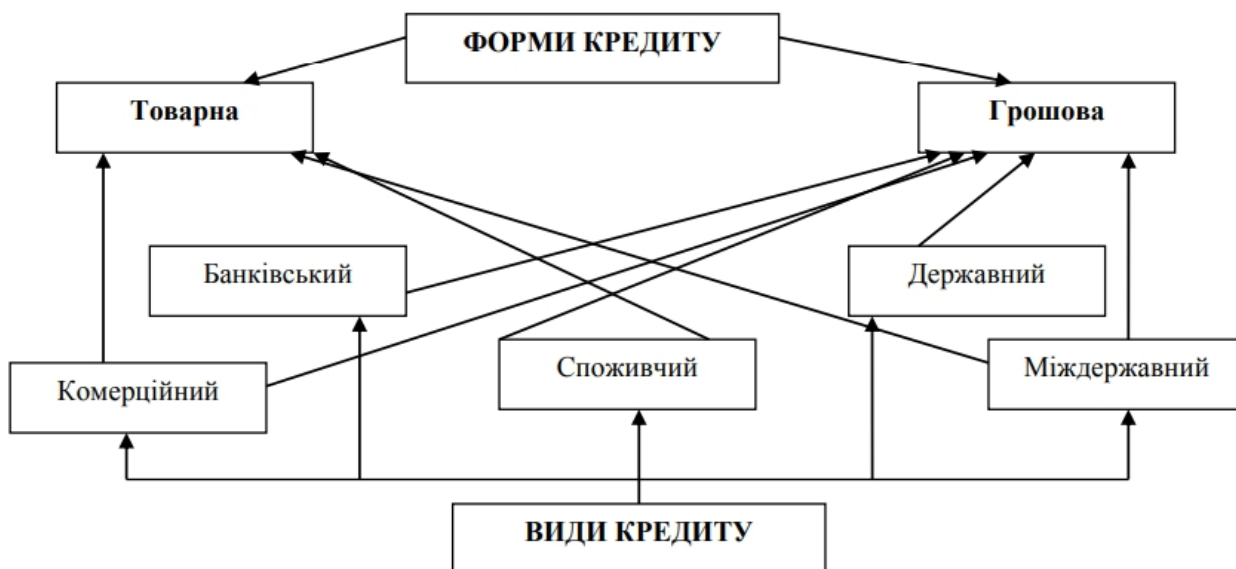 ФОРМИ КРЕДИТУ
Товарна
Грошова
Банківський
Державний
Комерційний
Споживчий
Міждержавний
ВИДИ КРЕДИТУ